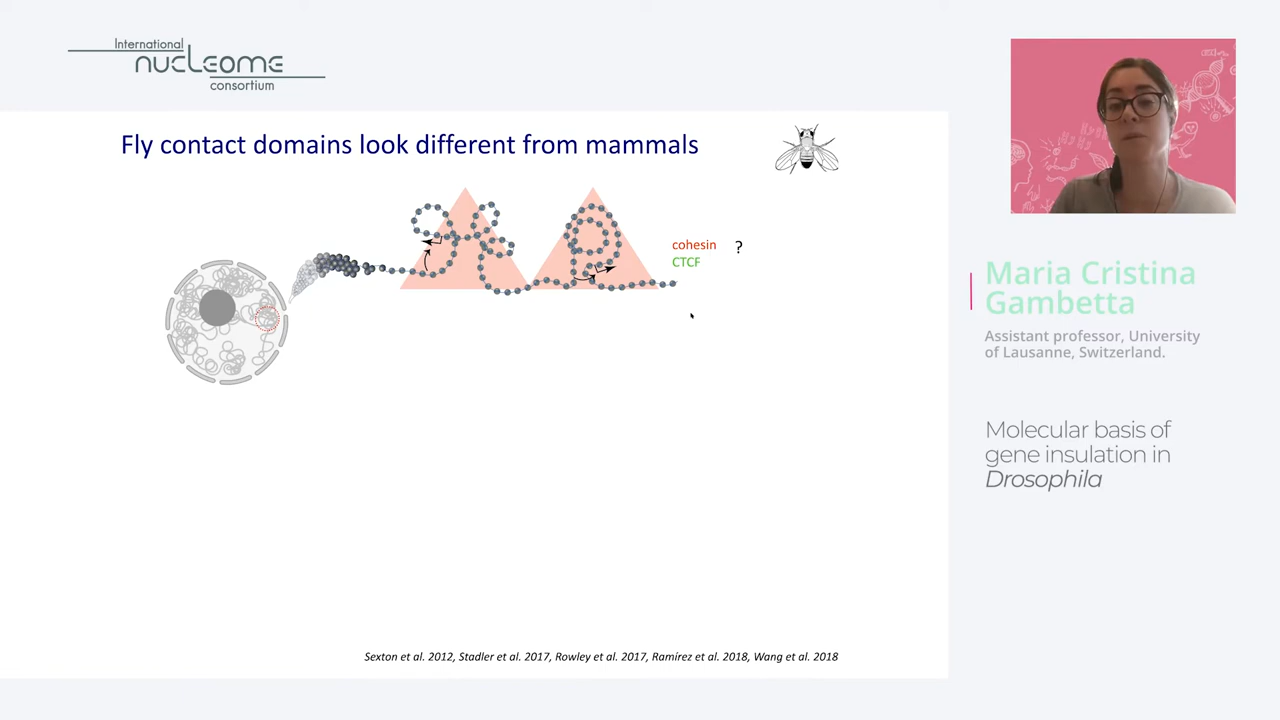 International
nucleome
consortium
Fly contact domains look different from mammals
cohesin
CTCF
?
Sexton et al. 2012, Stadler et al. 2017, Rowley et al. 2017, Ramírez et al. 2018, Wang et al. 2018
Maria Cristina
Gambetta
Assistant professor, University
of Lausanne, Switzerland.
Molecular basis of
gene insulation in
Drosophila